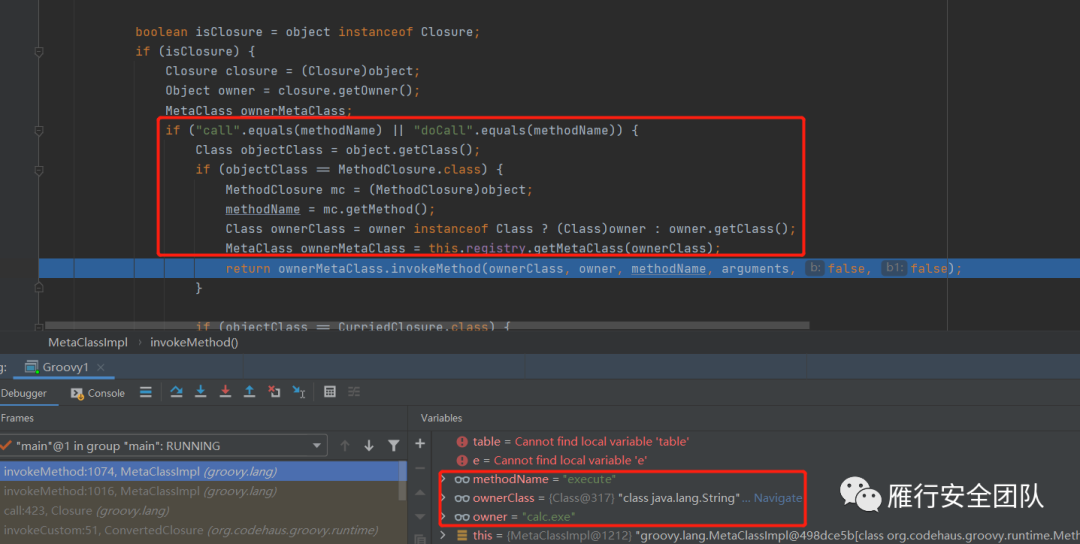 boolean isClosure = object instanceof Closure;
if (isClosure) {
Closure closure = (Closure)object;
Object owner = closure.getOwner();
MetaClass ownerMetaClass;
if ("call".equals(methodName) || "doCall".equals(methodName)) {
Class objectClass = object.getClass();
if (objectClass == MethodClosure.class) {
MethodClosure mc = (MethodClosure)object;
methodName = mc.getMethod();
Class ownerClass = owner instanceof Class ? (Class)owner : owner.getClass();
MetaClass ownerMetaClass = this.registry.getMetaClass(ownerClass);
return ownerMetaClass.invokeMethod(ownerClass, owner, methodName, arguments, b: false, b1: false);
}
if (objectClass == CurriedClosure.class) {
MetaClassImpl › invokeMethod()
g: Groovy1 ×
Debugger Console
Frames
Variables
"main"@1 in group "main": RUNNING
invokeMethod:1074, MetaClassImpl (groovy.lang)
invokeMethod:1016, MetaClassImpl (groovy.lang)
call:423, Closure (groovy.lang)
invokeCustom:51, ConvertedClosure (org.codehaus.groovy.runtime)
table = Cannot find local variable 'table'
e = Cannot find local variable 'e'
methodName = "execute"
ownerClass = {Class@317} "class java.lang.String"... Navigate
owner = "calc.exe"
this = {MetaClassImpl@1212} "groovy.lang.MetaClassImpl@498dce5b[class org.codehaus.groovy.runtime.Meth
雁行安全团队